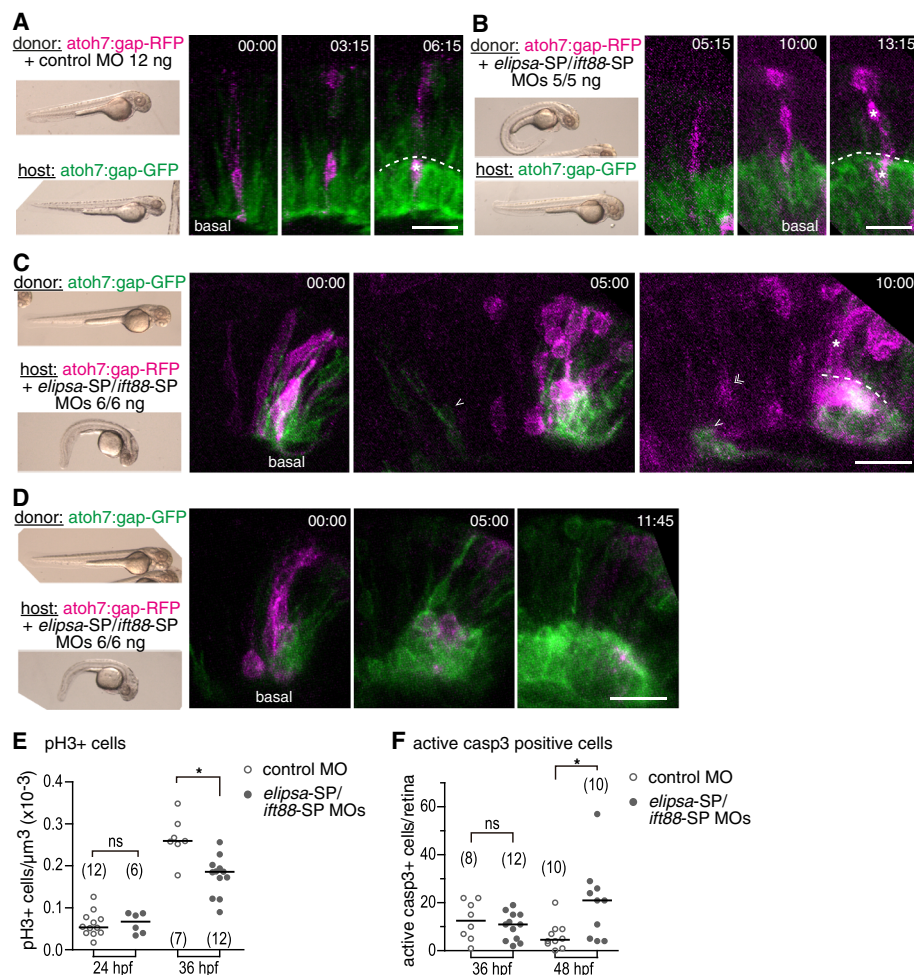 A
donor: atoh7:gap-RFP
+ control MO 12 ng
host: atoh7:gap-GFP
00:00
03:15
06:15
*
basal
B
donor: atoh7:gap-RFP
+ elipsa-SP/ift88-SP
MOs 5/5 ng
host: atoh7:gap-GFP
05:15
10:00
13:15
*
*
basal
C
donor: atoh7:gap-GFP
host: atoh7:gap-RFP
+ elipsa-SP/ift88-SP
MOs 6/6 ng
00:00
05:00
10:00
*
basal
D
donor: atoh7:gap-GFP
host: atoh7:gap-RFP
+ elipsa-SP/ift88-SP
MOs 6/6 ng
00:00
05:00
11:45
basal
E pH3+ cells
pH3+ cells/µm³ (x10-3)
0.4
0.3
0.2
0.1
0.0
ns
*
(12)
(6)
(7)
(12)
24 hpf
36 hpf
control MO
elipsa-SP/
ift88-SP MOs
F active casp3 positive cells
active casp3+ cells/retina
60
40
20
0
ns
*
(8)
(12)
(10)
(10)
36 hpf
48 hpf
control MO
elipsa-SP/
ift88-SP MOs